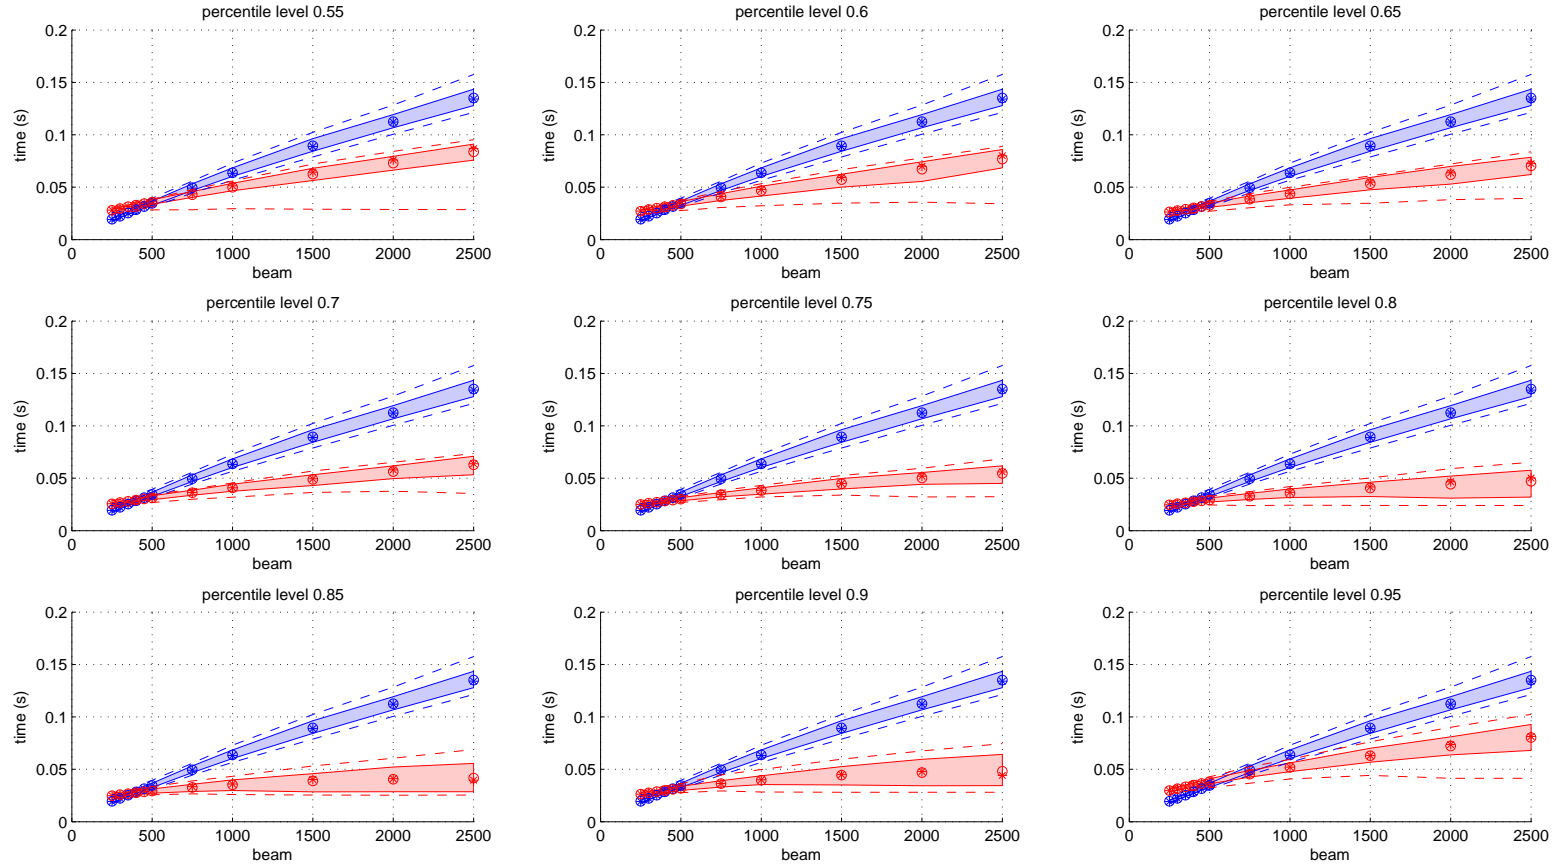 percentile level 0.55
0.2
0.15
0.1
0.05
0
time (s)
0 500 1000 1500 2000 2500
beam
percentile level 0.6
0.2
0.15
0.1
0.05
0
time (s)
0 500 1000 1500 2000 2500
beam
percentile level 0.65
0.2
0.15
0.1
0.05
0
time (s)
0 500 1000 1500 2000 2500
beam
percentile level 0.7
0.2
0.15
0.1
0.05
0
time (s)
0 500 1000 1500 2000 2500
beam
percentile level 0.75
0.2
0.15
0.1
0.05
0
time (s)
0 500 1000 1500 2000 2500
beam
percentile level 0.8
0.2
0.15
0.1
0.05
0
time (s)
0 500 1000 1500 2000 2500
beam
percentile level 0.85
0.2
0.15
0.1
0.05
0
time (s)
0 500 1000 1500 2000 2500
beam
percentile level 0.9
0.2
0.15
0.1
0.05
0
time (s)
0 500 1000 1500 2000 2500
beam
percentile level 0.95
0.2
0.15
0.1
0.05
0
time (s)
0 500 1000 1500 2000 2500
beam